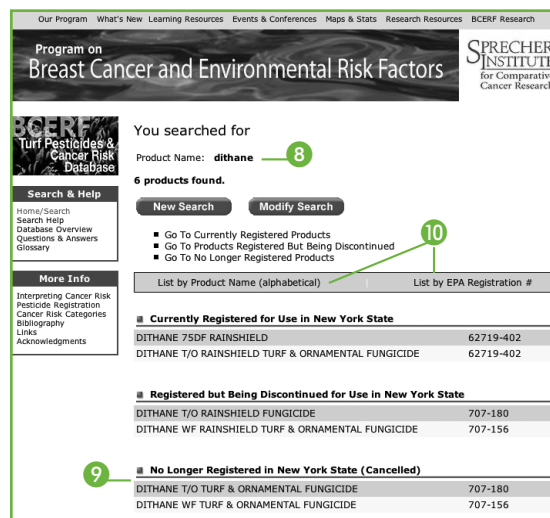 Our Program What's New Learning Resources Events & Conferences Maps & Stats Research Resources BCERF Research
Program on
Breast Cancer and Environmental Risk Factors
SPRECHER
INSTITUTE
for Comparative
Cancer Research
BCERF
Turf Pesticides &
Cancer Risk
Database
Search & Help
Home/Search
Search Help
Database Overview
Questions & Answers
Glossary
More Info
Interpreting Cancer Risk
Pesticide Registration
Cancer Risk Categories
Bibliography
Links
Acknowledgments
You searched for
Product Name: dithane
8
6 products found.
New Search Modify Search
Go To Currently Registered Products
Go To Products Registered But Being Discontinued
Go To No Longer Registered Products
10
List by Product Name (alphabetical) | List by EPA Registration #
Currently Registered for Use in New York State
DITHANE 75DF RAINSHIELD 62719-402
DITHANE T/O RAINSHIELD TURF & ORNAMENTAL FUNGICIDE 62719-402
Registered but Being Discontinued for Use in New York State
DITHANE T/O RAINSHIELD FUNGICIDE 707-180
DITHANE WF RAINSHIELD TURF & ORNAMENTAL FUNGICIDE 707-156
9
No Longer Registered in New York State (Cancelled)
DITHANE T/O TURF & ORNAMENTAL FUNGICIDE 707-180
DITHANE WF TURF & ORNAMENTAL FUNGICIDE 707-156